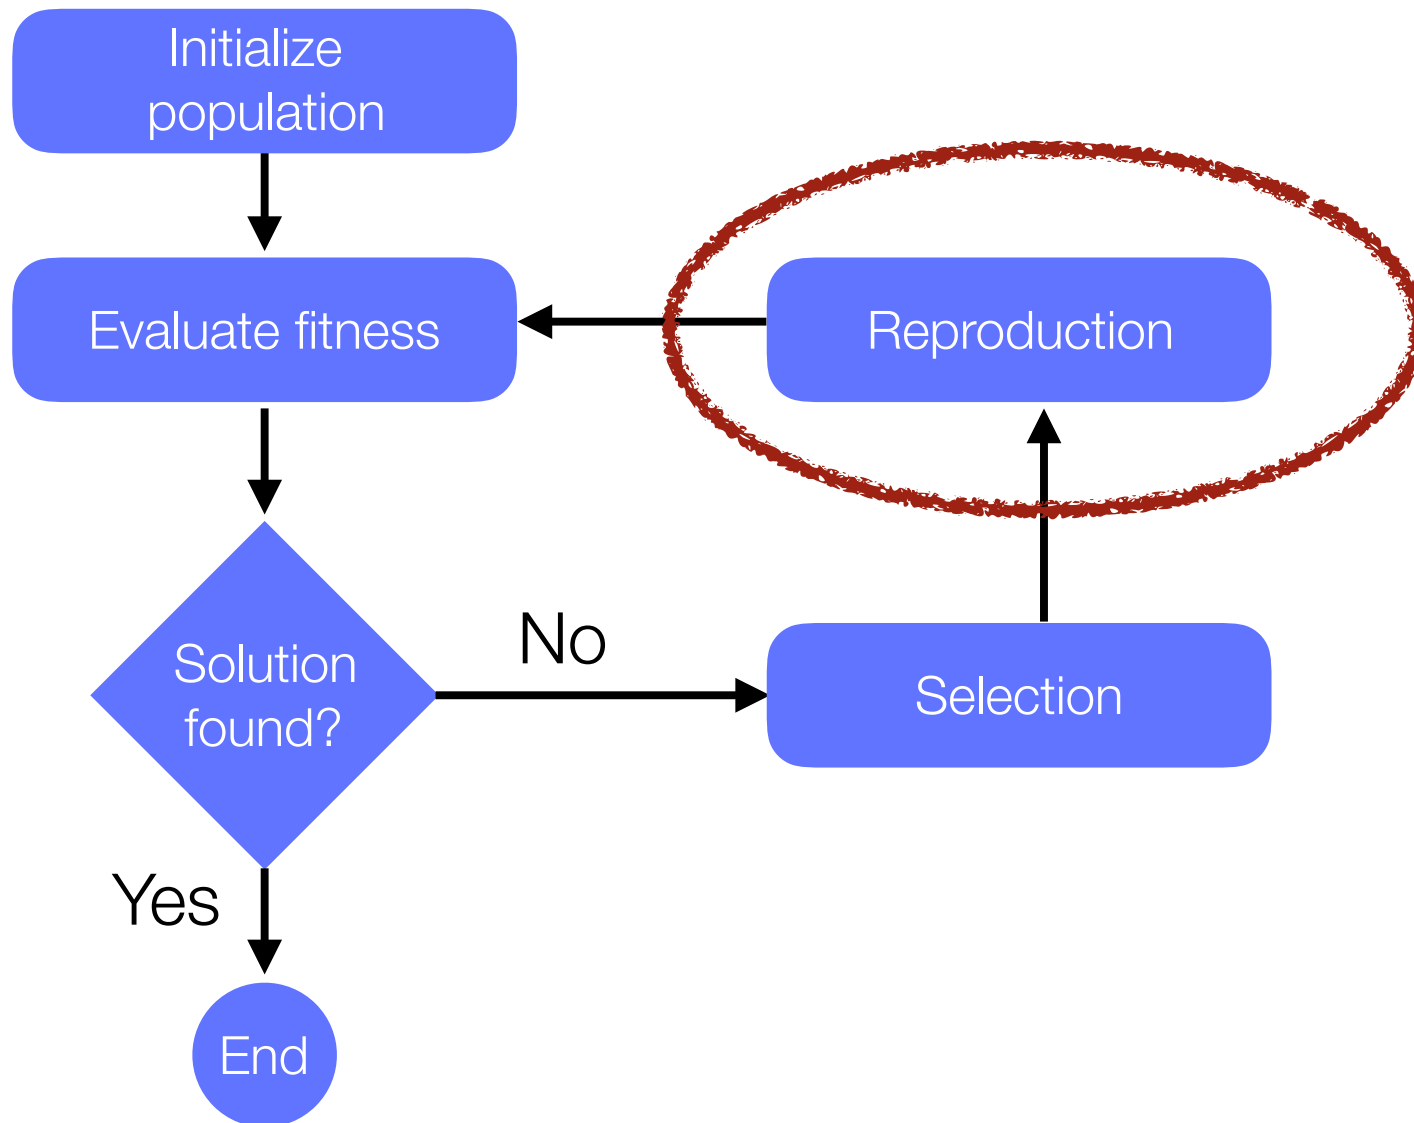 Initialize
population
Evaluate fitness
Reproduction
Solution
found?
No
Selection
Yes
End